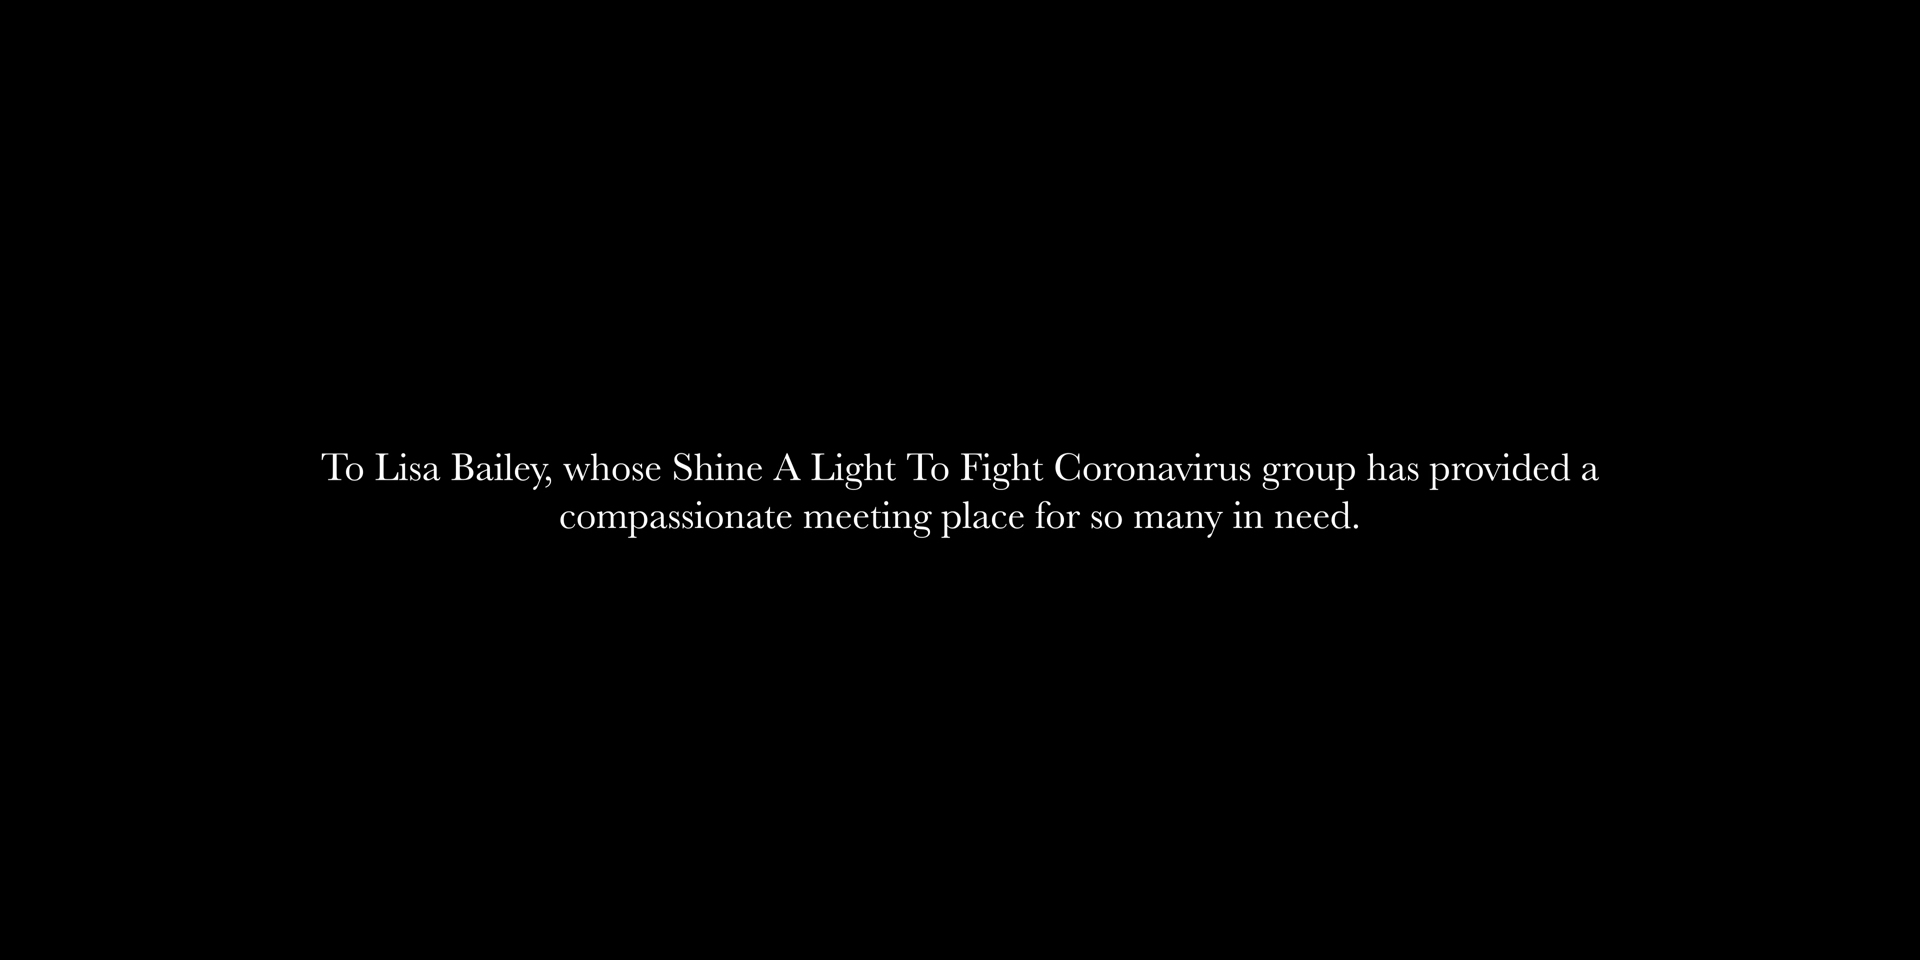 To Lisa Bailey, whose Shine A Light To Fight Coronavirus group has provided a
compassionate meeting place for so many in need.